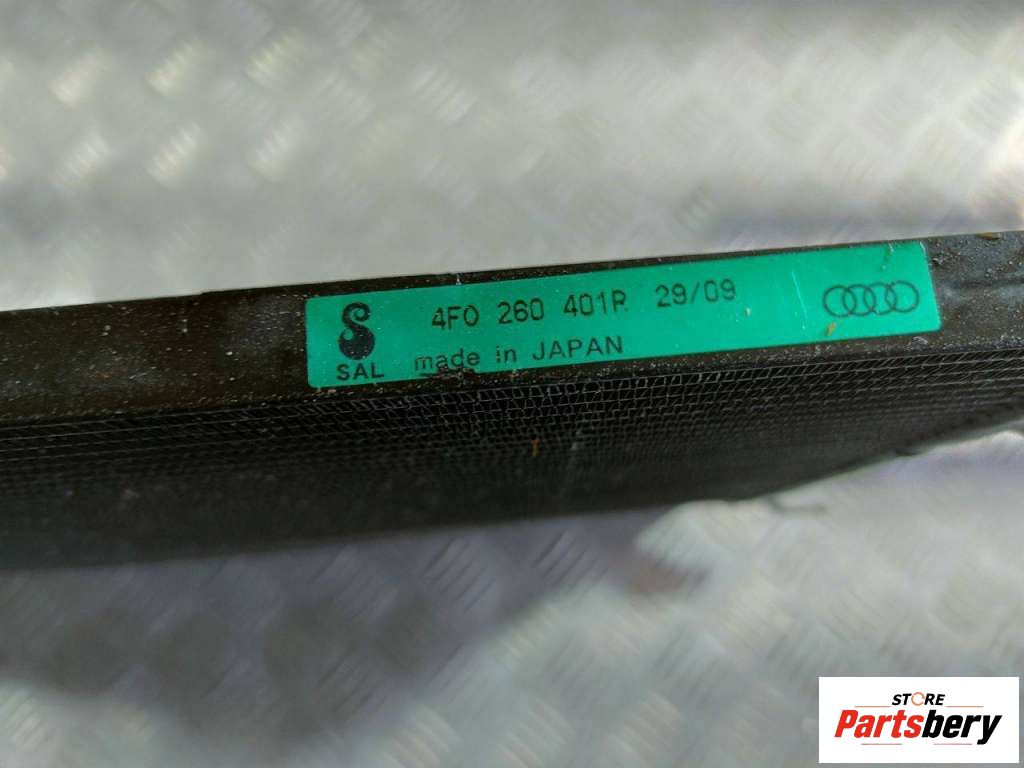 4F0 260 401R 29/09
SAL made in JAPAN
STORE
Partsbery